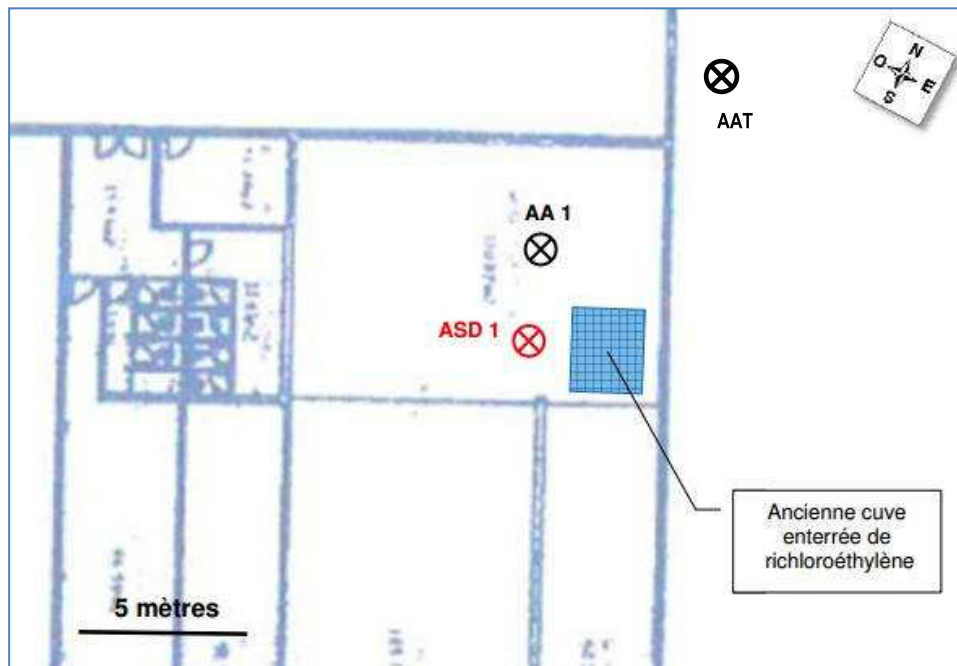 N
O
E
S
AAT
AA 1
ASD 1
Ancienne cuve
enterrée de
richloroéthylène
5 mètres